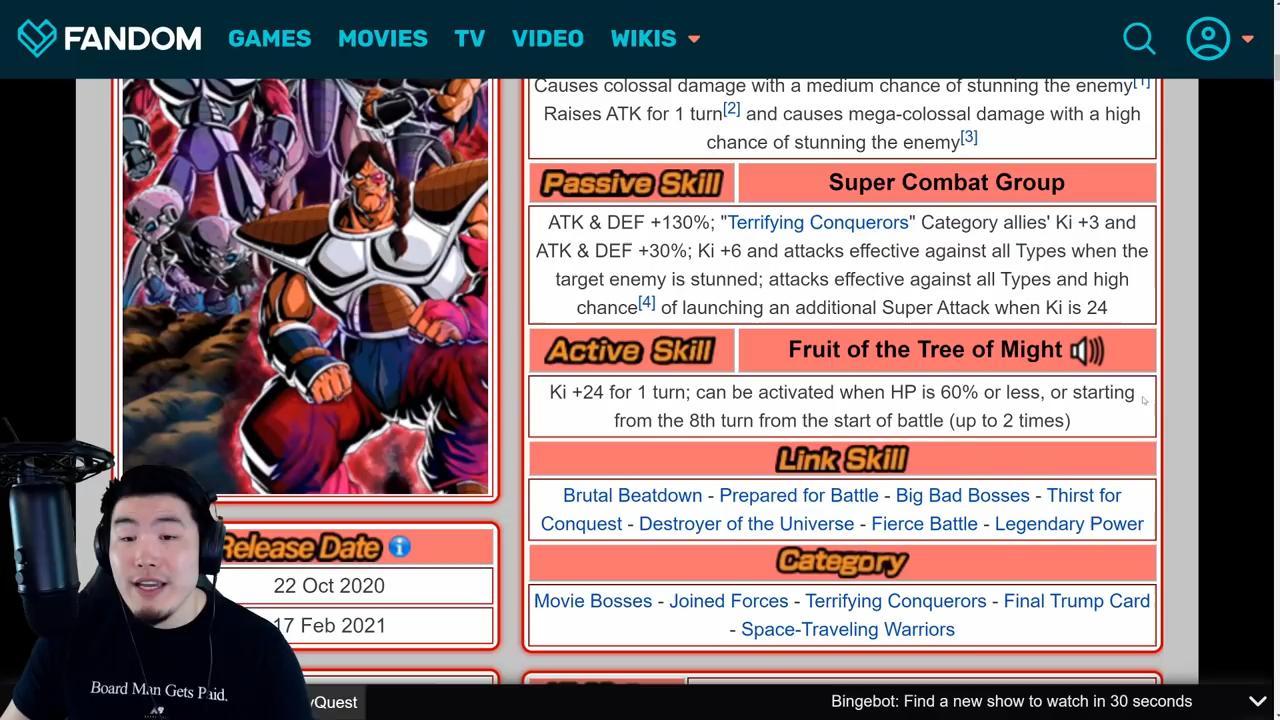 FANDOM GAMES MOVIES TV VIDEO WIKIS
Causes colossal damage with a medium chance of stunning the enemy[1]
Raises ATK for 1 turn[2] and causes mega-colossal damage with a high
chance of stunning the enemy[3]
Passive Skill Super Combat Group
ATK & DEF +130%; "Terrifying Conquerors" Category allies' Ki +3 and
ATK & DEF +30%; Ki +6 and attacks effective against all Types when the
target enemy is stunned; attacks effective against all Types and high
chance[4] of launching an additional Super Attack when Ki is 24
Active Skill Fruit of the Tree of Might
Ki +24 for 1 turn; can be activated when HP is 60% or less, or starting
from the 8th turn from the start of battle (up to 2 times)
Link Skill
Brutal Beatdown - Prepared for Battle - Big Bad Bosses - Thirst for
Conquest - Destroyer of the Universe - Fierce Battle - Legendary Power
Category
Movie Bosses - Joined Forces - Terrifying Conquerors - Final Trump Card
- Space-Traveling Warriors
Release Date
22 Oct 2020
17 Feb 2021
Board Man Gets Paid.
yQuest
Bingebot: Find a new show to watch in 30 seconds